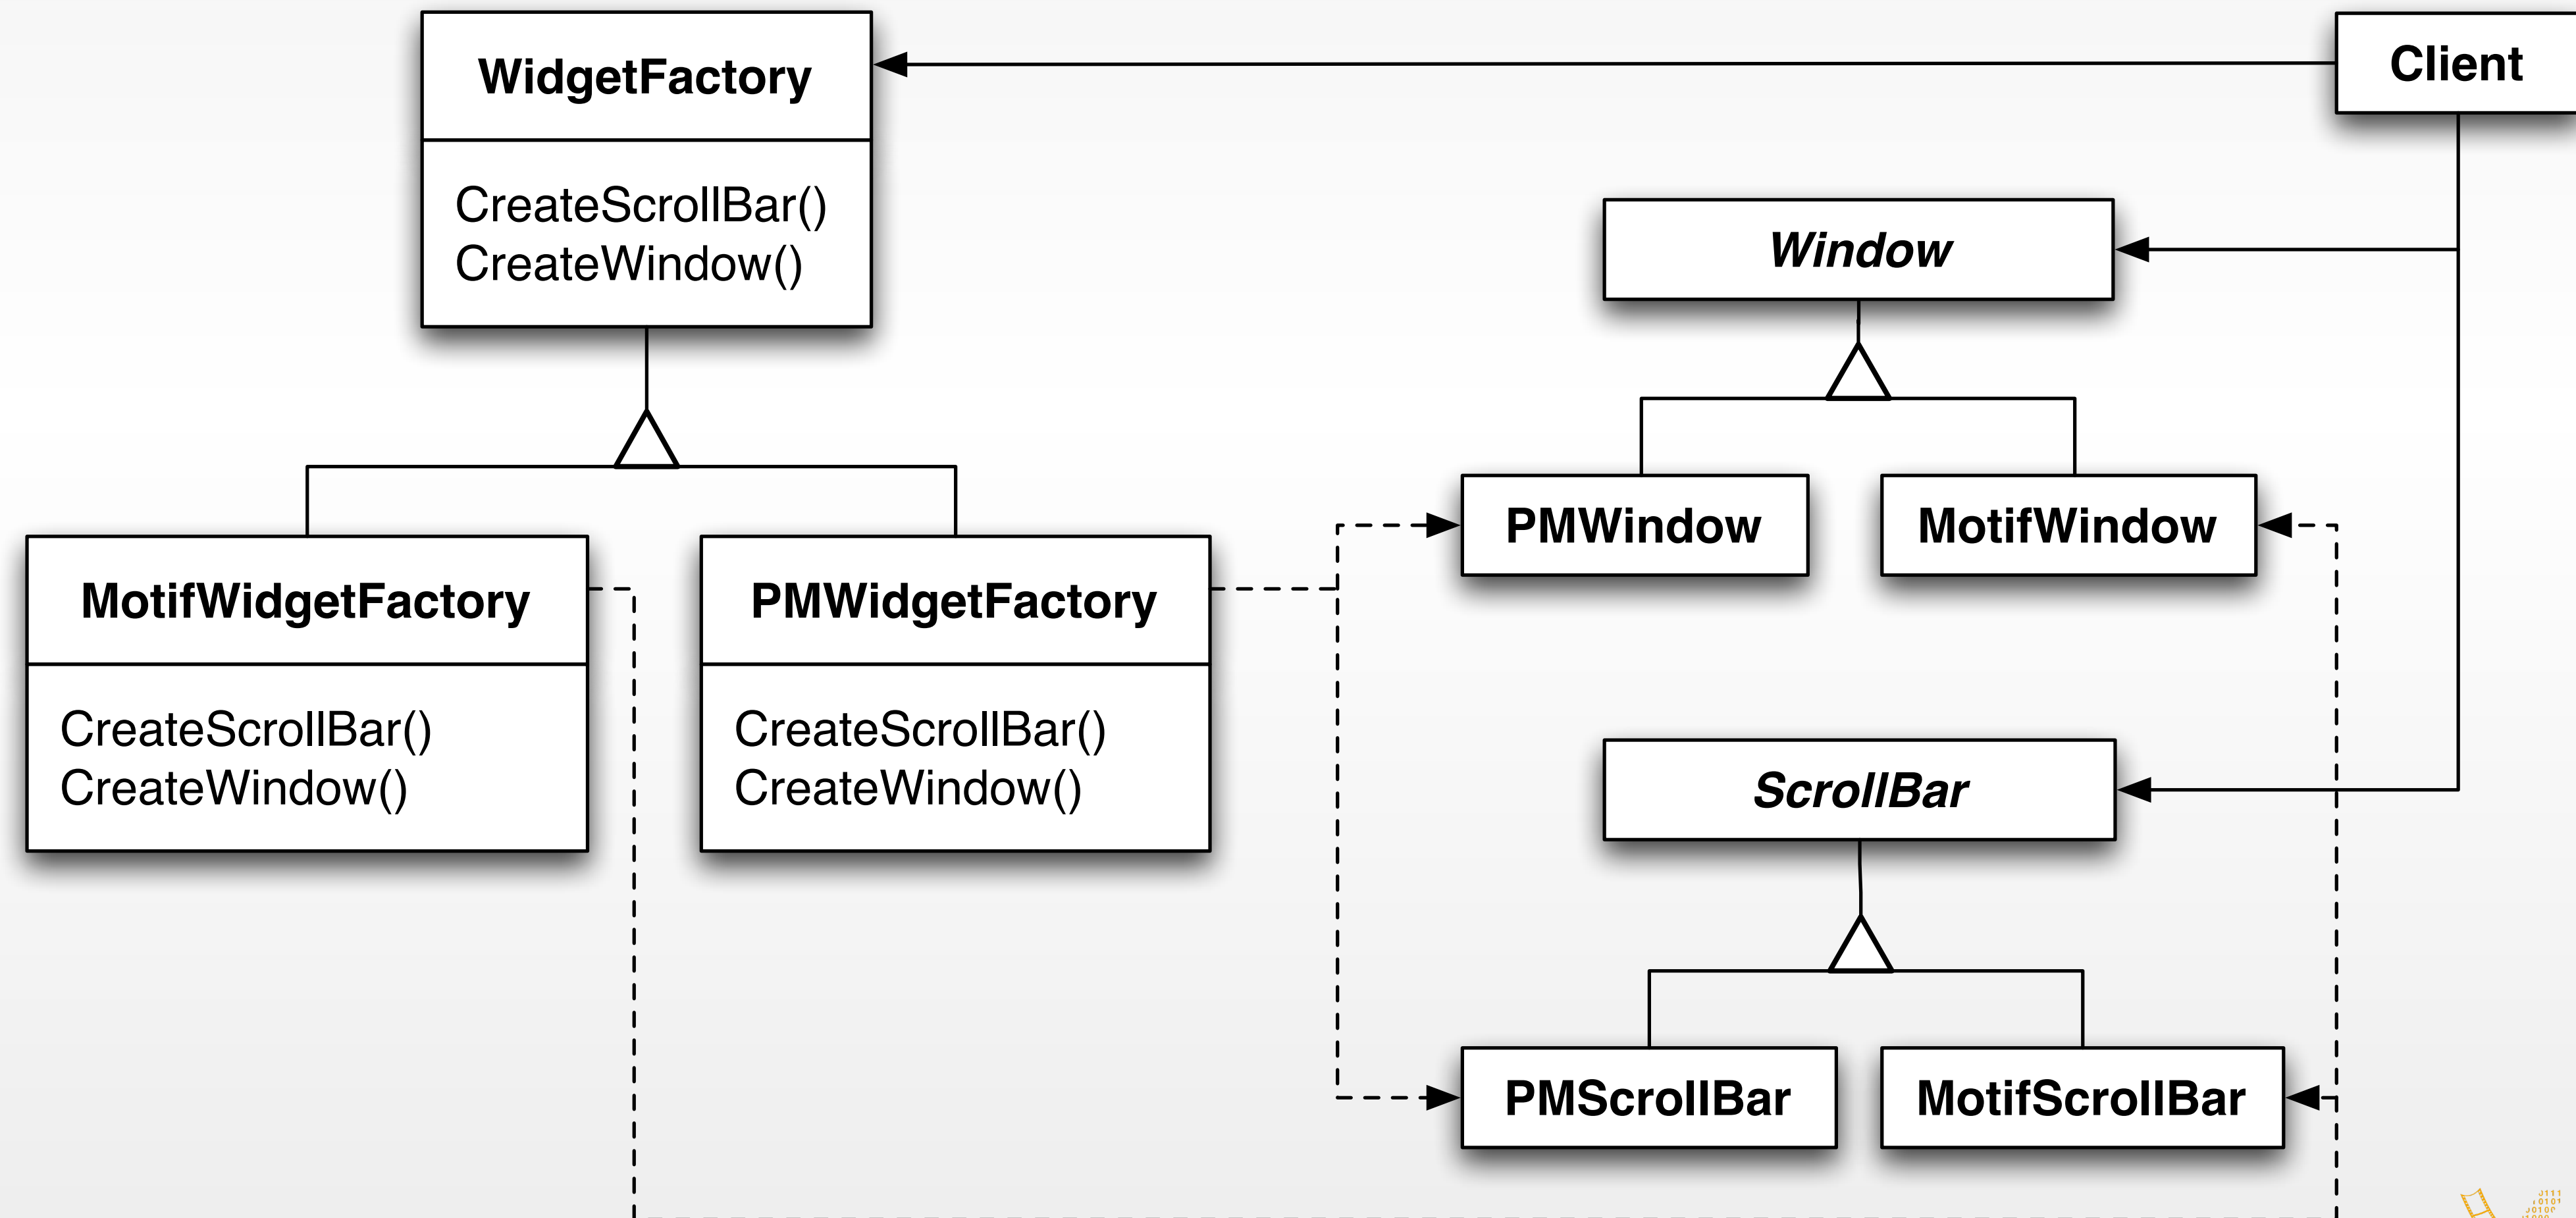 WidgetFactory
CreateScrollBar()
CreateWindow()
Client
Window
PMWindow
MotifWindow
MotifWidgetFactory
CreateScrollBar()
CreateWindow()
PMWidgetFactory
CreateScrollBar()
CreateWindow()
ScrollBar
PMScrollBar
MotifScrollBar